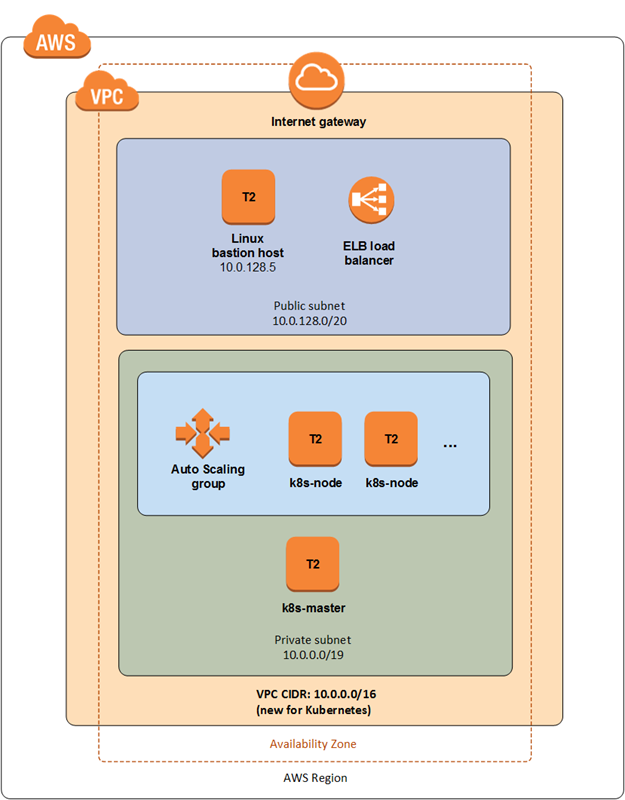 AWS
VPC
Internet gateway
T2
Linux
bastion host
10.0.128.5
ELB load
balancer
Public subnet
10.0.128.0/20
Auto Scaling
group
T2
k8s-node
T2
k8s-node
...
T2
k8s-master
Private subnet
10.0.0.0/19
VPC CIDR: 10.0.0.0/16
(new for Kubernetes)
Availability Zone
AWS Region